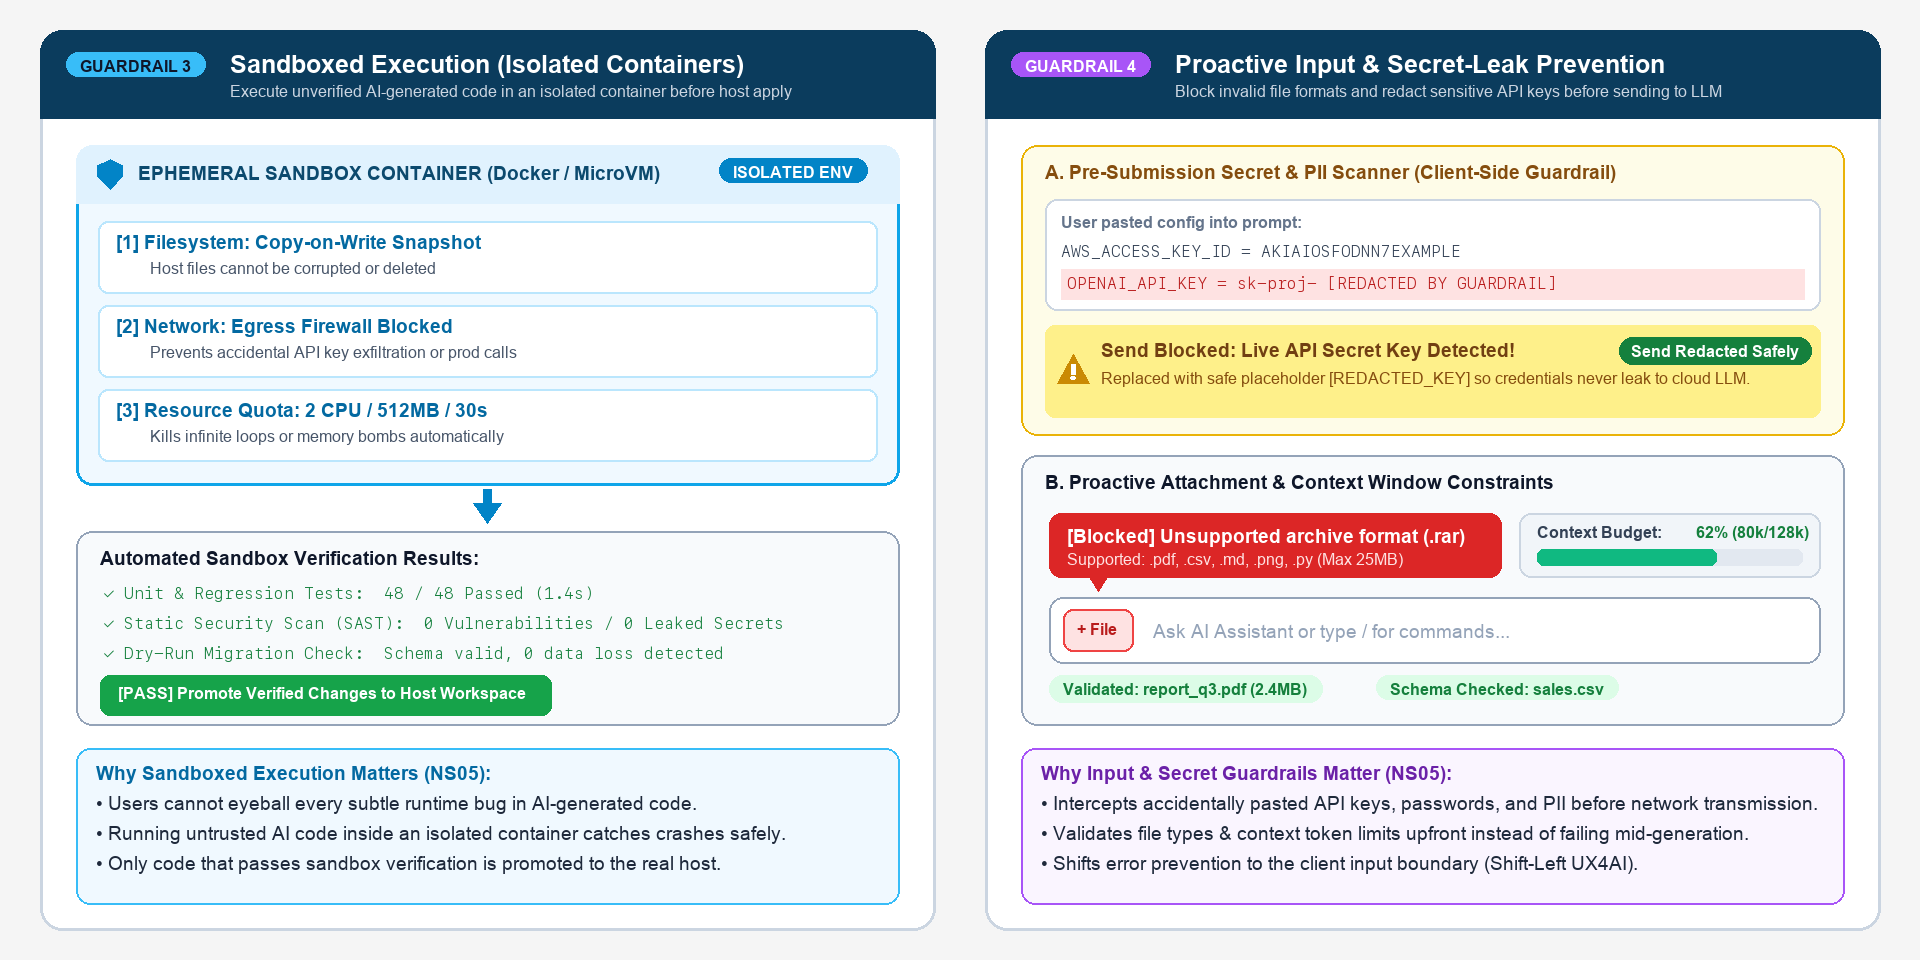 GUARDRAIL 3
Sandboxed Execution (Isolated Containers)
Execute unverified AI-generated code in an isolated container before host apply
EPHEMERAL SANDBOX CONTAINER (Docker / MicroVM)
ISOLATED ENV
[1] Filesystem: Copy-on-Write Snapshot
Host files cannot be corrupted or deleted
[2] Network: Egress Firewall Blocked
Prevents accidental API key exfiltration or prod calls
[3] Resource Quota: 2 CPU / 512MB / 30s
Kills infinite loops or memory bombs automatically
Automated Sandbox Verification Results:
✓ Unit & Regression Tests: 48 / 48 Passed (1.4s)
✓ Static Security Scan (SAST): 0 Vulnerabilities / 0 Leaked Secrets
✓ Dry-Run Migration Check: Schema valid, 0 data loss detected
[PASS] Promote Verified Changes to Host Workspace
Why Sandboxed Execution Matters (NS05):
• Users cannot eyeball every subtle runtime bug in AI-generated code.
• Running untrusted AI code inside an isolated container catches crashes safely.
• Only code that passes sandbox verification is promoted to the real host.
GUARDRAIL 4
Proactive Input & Secret-Leak Prevention
Block invalid file formats and redact sensitive API keys before sending to LLM
A. Pre-Submission Secret & PII Scanner (Client-Side Guardrail)
User pasted config into prompt:
AWS_ACCESS_KEY_ID = AKIAIOSFODNN7EXAMPLE
OPENAI_API_KEY = sk-proj- [REDACTED BY GUARDRAIL]
Send Blocked: Live API Secret Key Detected!
Send Redacted Safely
Replaced with safe placeholder [REDACTED_KEY] so credentials never leak to cloud LLM.
B. Proactive Attachment & Context Window Constraints
[Blocked] Unsupported archive format (.rar)
Supported: .pdf, .csv, .md, .png, .py (Max 25MB)
Context Budget: 62% (80k/128k)
+ File
Ask AI Assistant or type / for commands...
Validated: report_q3.pdf (2.4MB)
Schema Checked: sales.csv
Why Input & Secret Guardrails Matter (NS05):
• Intercepts accidentally pasted API keys, passwords, and PII before network transmission.
• Validates file types & context token limits upfront instead of failing mid-generation.
• Shifts error prevention to the client input boundary (Shift-Left UX4AI).